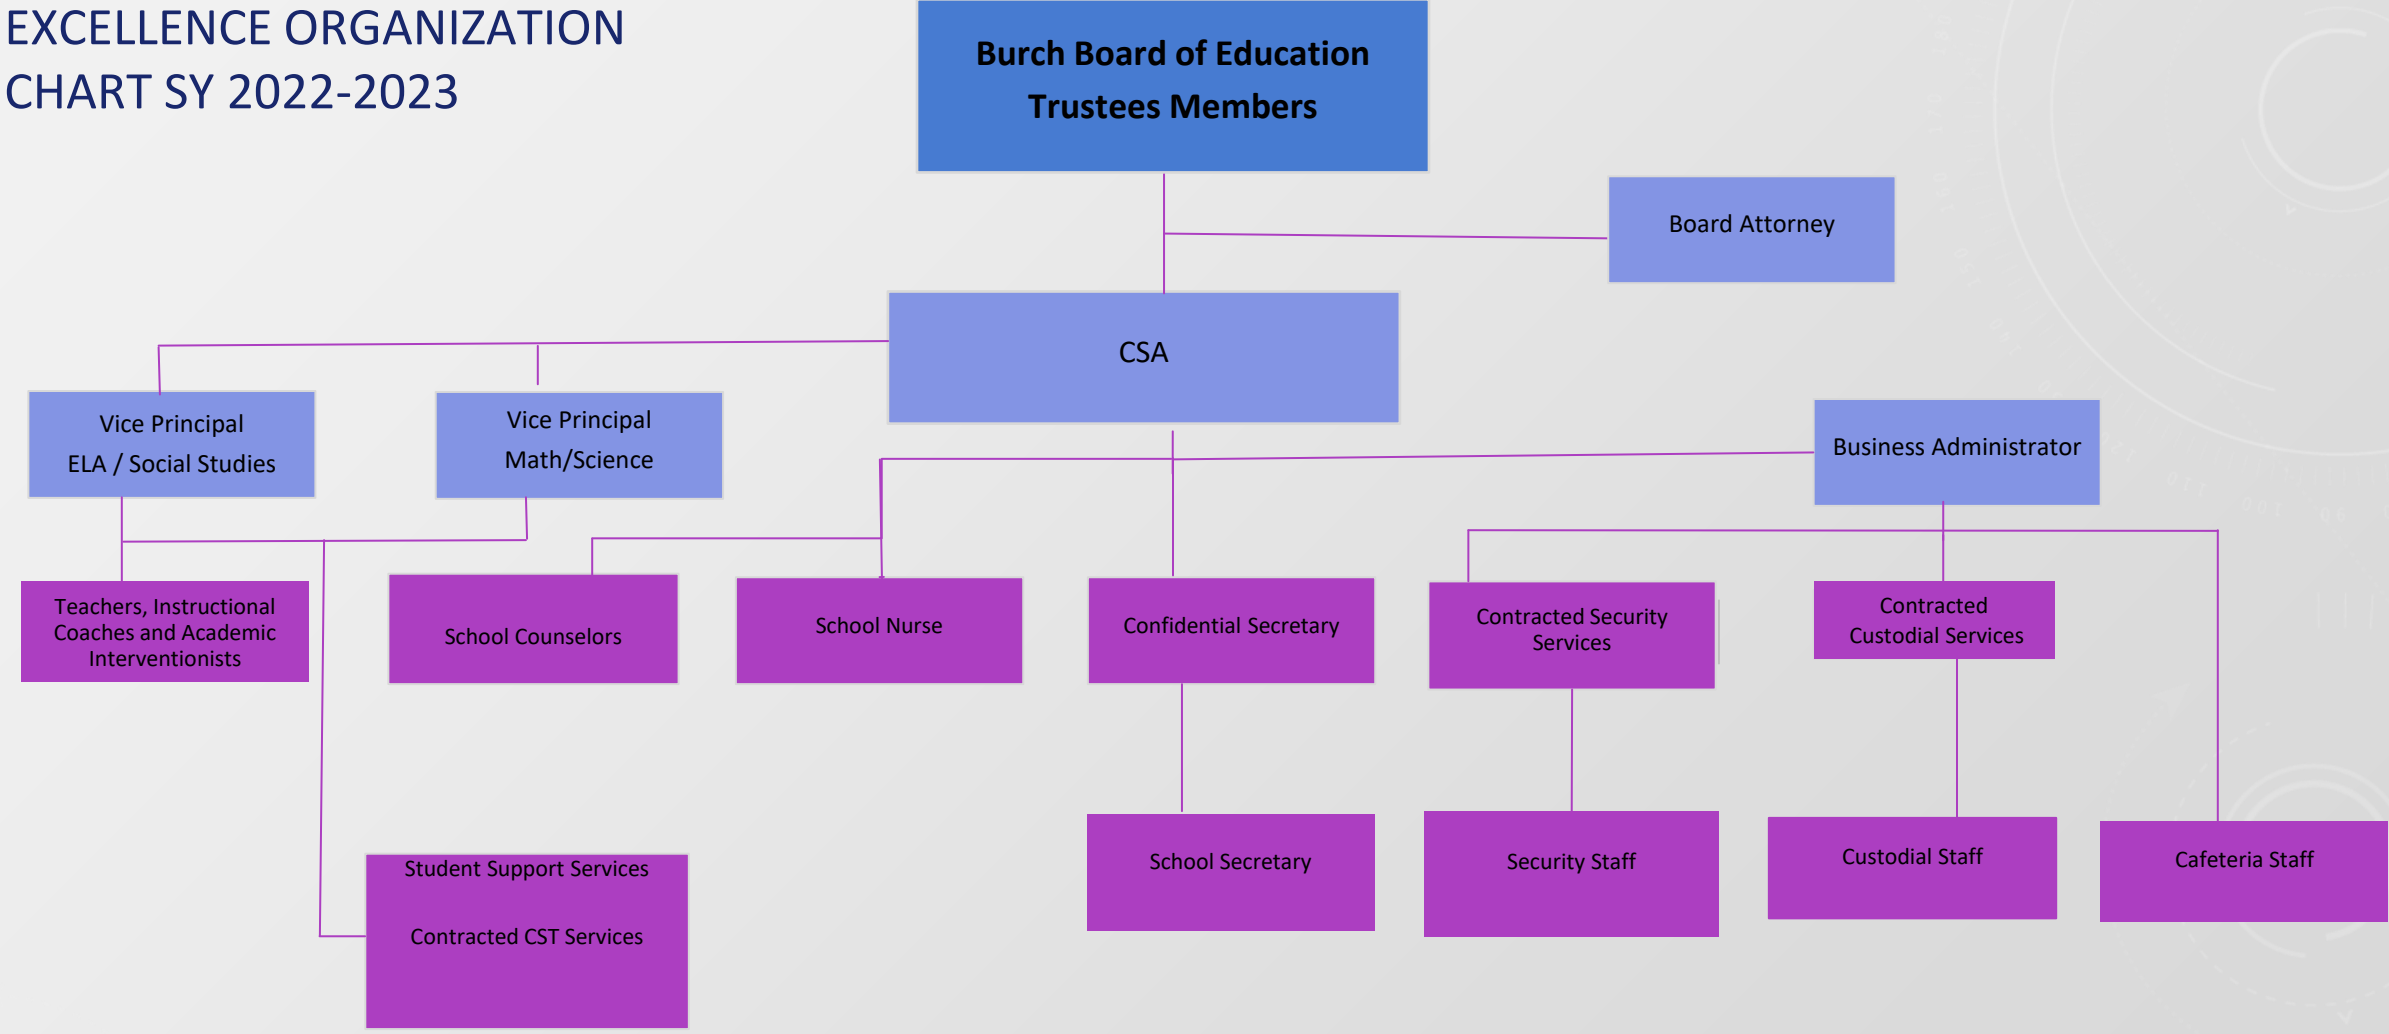 EXCELLENCE ORGANIZATION
CHART SY 2022-2023
Burch Board of Education
Trustees Members
Board Attorney
CSA
Vice Principal
ELA / Social Studies
Vice Principal
Math/Science
Business Administrator
Teachers, Instructional
Coaches and Academic
Interventionists
School Counselors
School Nurse
Confidential Secretary
Contracted Security
Services
Contracted
Custodial Services
Student Support Services
Contracted CST Services
School Secretary
Security Staff
Custodial Staff
Cafeteria Staff